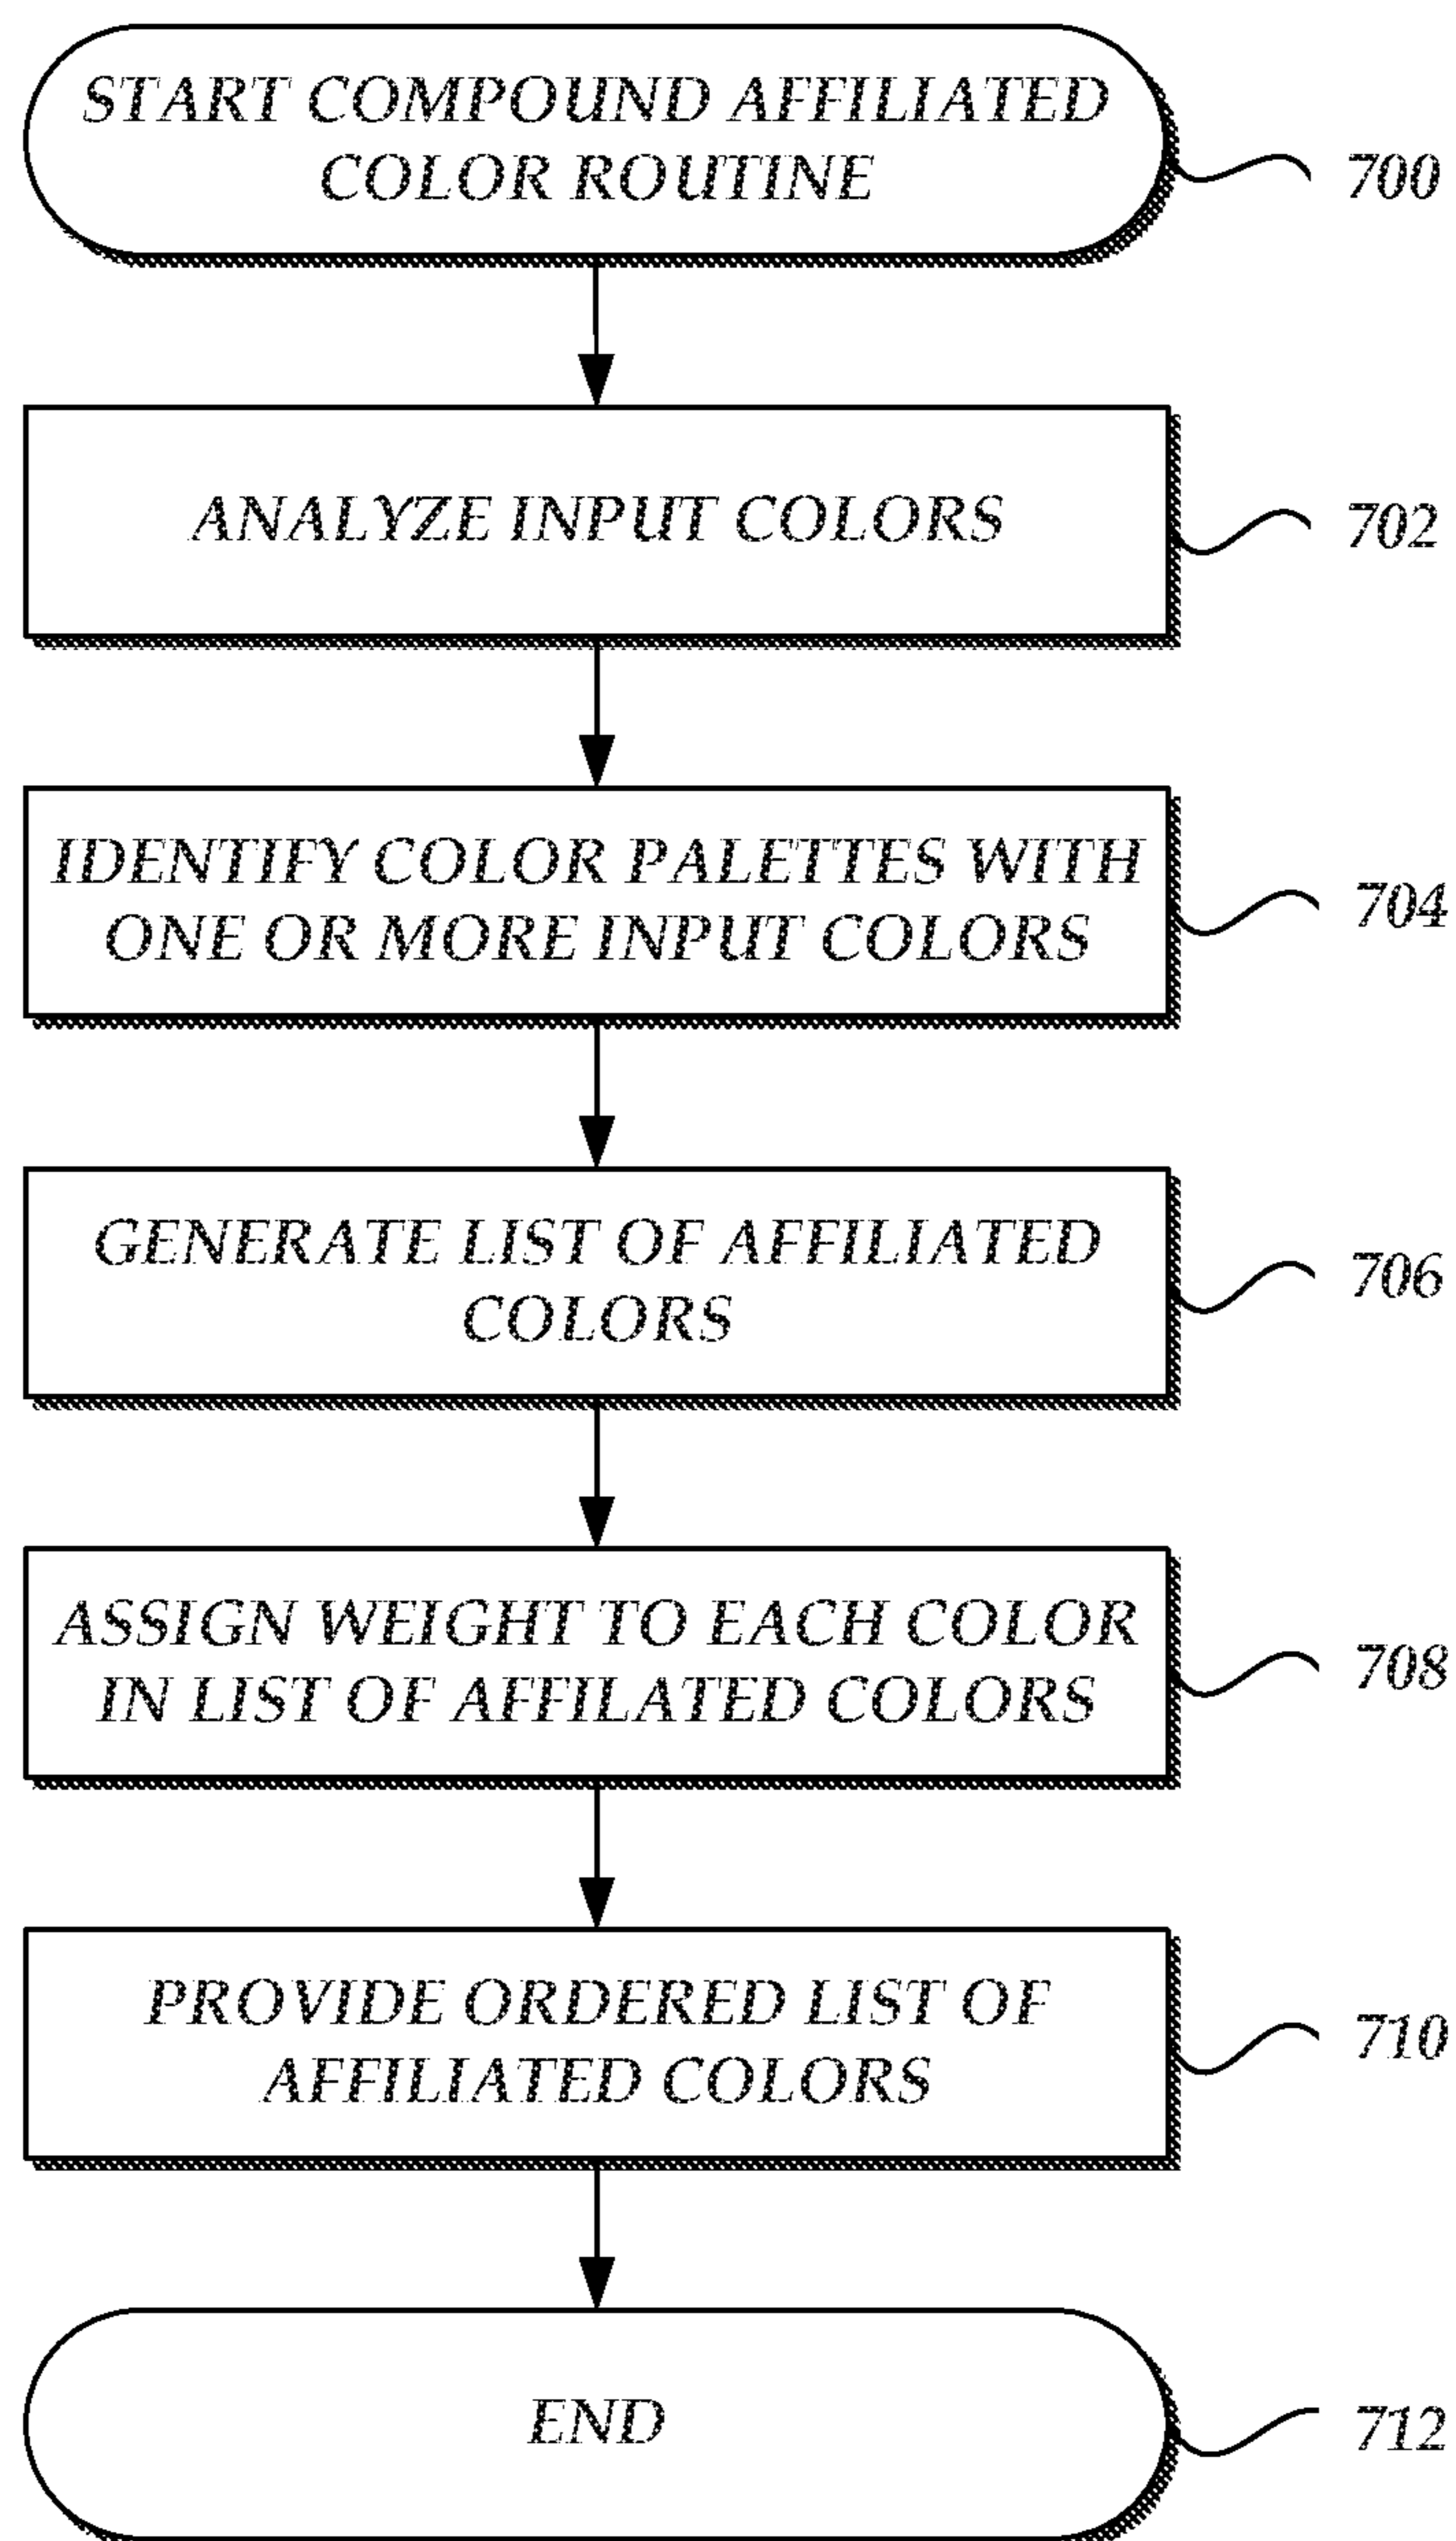 START COMPOUND AFFILIATED
COLOR ROUTINE
700
ANALYZE INPUT COLORS
702
IDENTIFY COLOR PALETTES WITH
ONE OR MORE INPUT COLORS
704
GENERATE LIST OF AFFILIATED
COLORS
706
ASSIGN WEIGHT TO EACH COLOR
IN LIST OF AFFILATED COLORS
708
PROVIDE ORDERED LIST OF
AFFILIATED COLORS
710
END
712